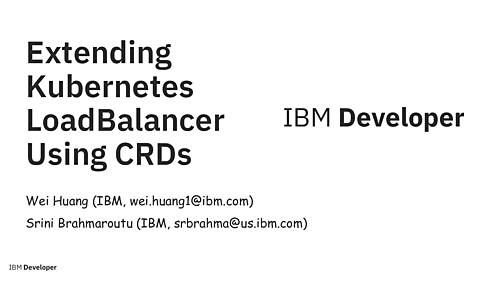 Extending
Kubernetes
LoadBalancer
Using CRDs
IBM Developer
Wei Huang (IBM, wei.huang1@ibm.com)
Srini Brahmaroutu (IBM, srbrahma@us.ibm.com)
IBM Developer